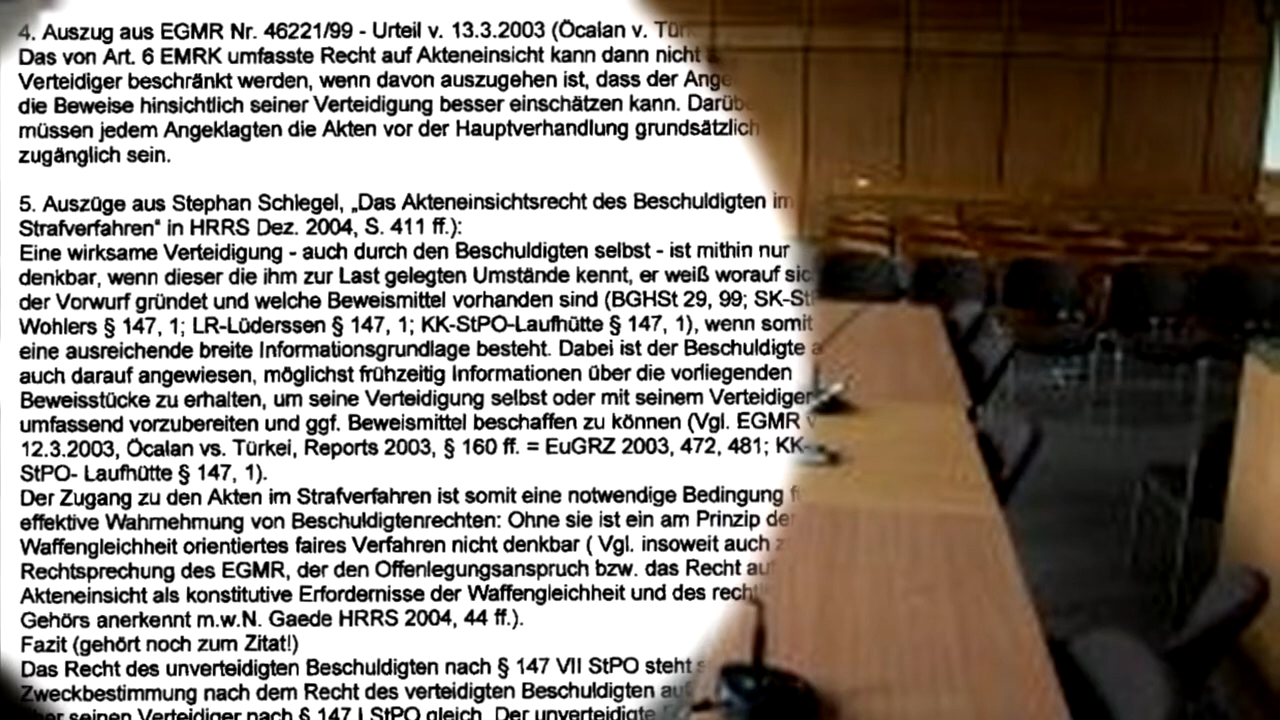 4. Auszug aus EGMR Nr. 46221/99 - Urteil v. 13.3.2003 (Öcalan v.
Das von Art. 6 EMRK umfasste Recht auf Akteneinsicht kann dann nicht
Verteidiger beschränkt werden, wenn davon auszugehen ist, dass der
die Beweise hinsichtlich seiner Verteidigung besser einschätzen kann.
müssen jedem Angeklagten die Akten vor der Hauptverhandlung grundsätzlich
zugänglich sein.
5. Auszüge aus Stephan Schlegel, „Das Akteneinsichtsrecht des Beschuldigten im
Strafverfahren" in HRRS Dez. 2004, S. 411 ff.):
Eine wirksame Verteidigung - auch durch den Beschuldigten selbst - ist mithin nur
denkbar, wenn dieser die ihm zur Last gelegten Umstände kennt, er weiß worauf
der Vorwurf gründet und welche Beweismittel vorhanden sind (BGHSt 29, 99;
Wohlers § 147, 1; LR-Lüderssen § 147, 1; KK-StPO-Laufhütte § 147, 1), wenn somit
eine ausreichende breite Informationsgrundlage besteht. Dabei ist der Beschuldigte
auch darauf angewiesen, möglichst frühzeitig Informationen über die vorliegenden
Beweisstücke zu erhalten, um seine Verteidigung selbst oder mit seinem Verteidiger
umfassend vorzubereiten und ggf. Beweismittel beschaffen zu können (Vgl. EGMR
12.3.2003, Öcalan vs. Türkei, Reports 2003, § 160 ff. = EuGRZ 2003, 472, 481; KK-
StPO- Laufhütte § 147, 1).
Der Zugang zu den Akten im Strafverfahren ist somit eine notwendige Bedingung
effektive Wahrnehmung von Beschuldigtenrechten: Ohne sie ist ein am Prinzip der
Waffengleichheit orientiertes faires Verfahren nicht denkbar ( Vgl. insoweit auch
Rechtsprechung des EGMR, der den Offenlegungsanspruch bzw. das Recht auf
Akteneinsicht als konstitutive Erfordernisse der Waffengleichheit und des
Gehörs anerkennt m.w.N. Gaede HRRS 2004, 44 ff.).
Fazit (gehört noch zum Zitat!)
Das Recht des unverteidigten Beschuldigten nach § 147 VII StPO steht
Zweckbestimmung nach dem Recht des verteidigten Beschuldigten
über seinen Verteidiger nach § 147 I StPO gleich. Der unverteidigte